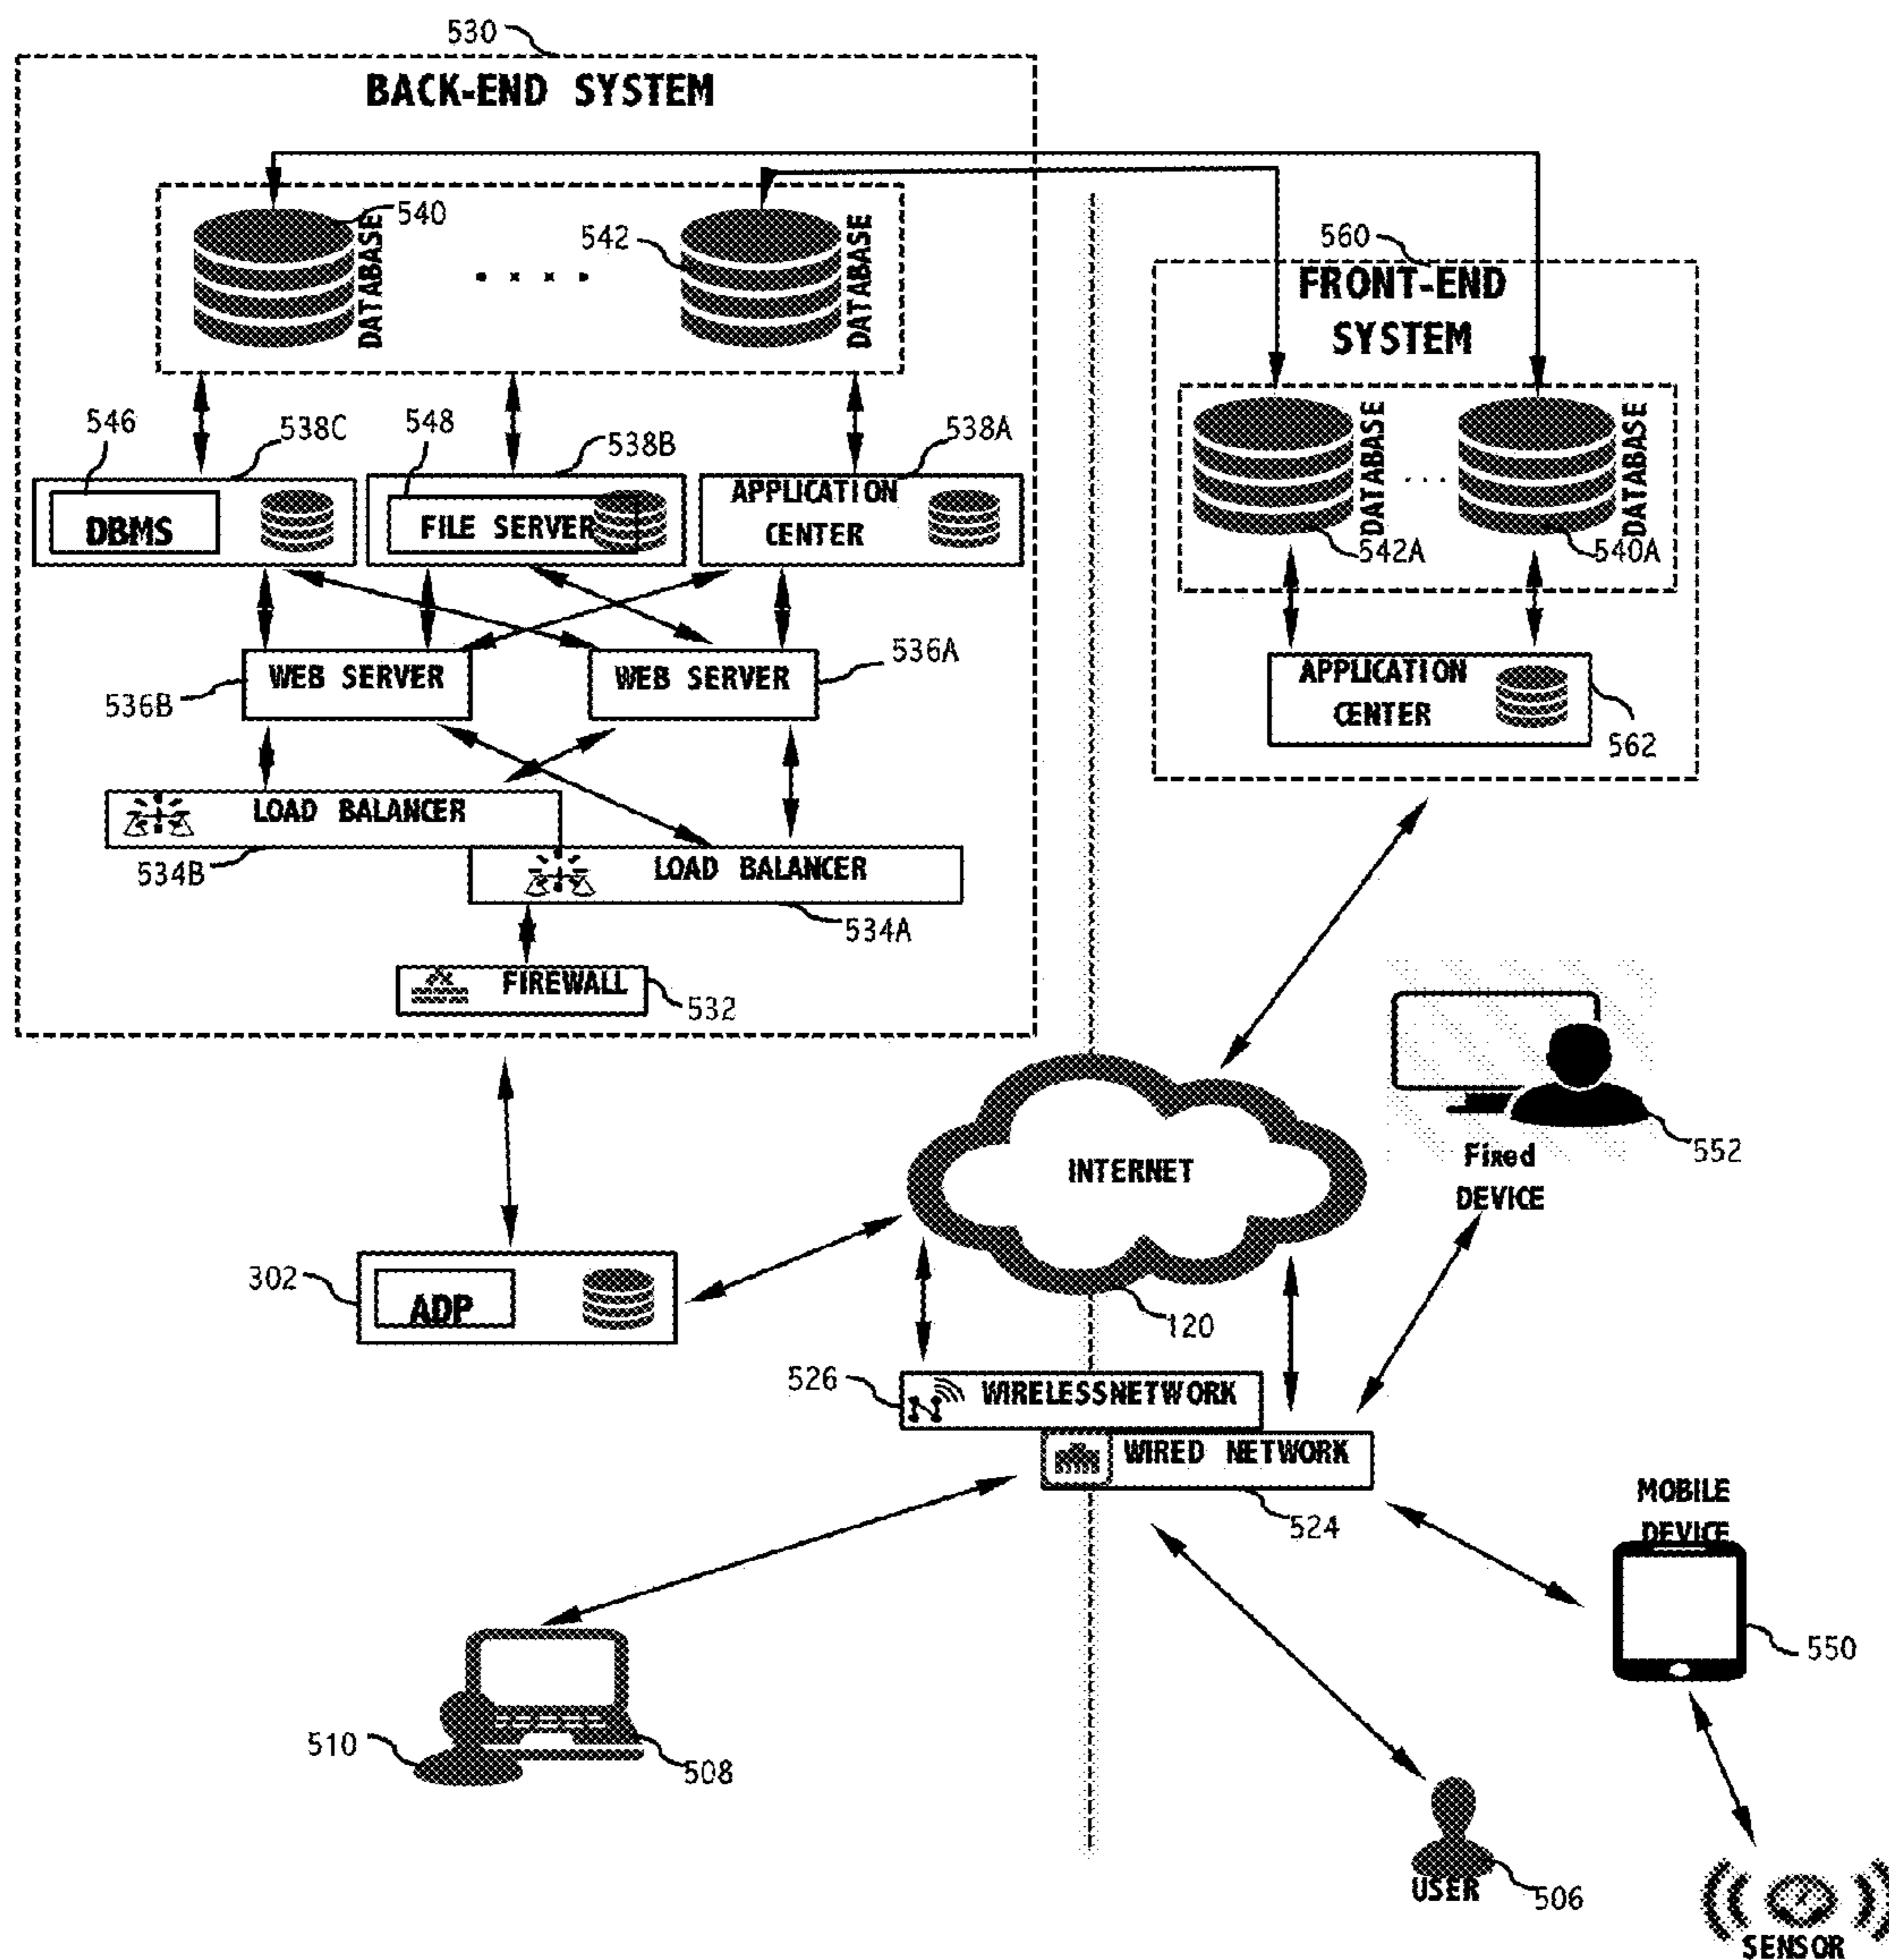 530
BACK-END SYSTEM
540
DATABASE
542
DATABASE
560
FRONT-END
SYSTEM
546
538C
548
538B
538A
DBMS
FILE SERVER
APPLICATION
CENTER
DATABASE
542A
DATABASE
540A
WEB SERVER
536B
WEB SERVER
536A
APPLICATION
CENTER
562
LOAD BALANCER
534B
LOAD BALANCER
534A
FIREWALL
532
INTERNET
120
552
Fixed
DEVICE
302
ADP
526
WIRELESSNETWORK
WIRED NETWORK
524
MOBILE
DEVICE
550
510
508
USER
506
SENSOR